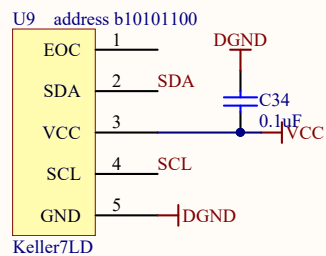 U9 address b10101100
EOC 1
DGND
SDA 2 SDA
C34
0.1uF
VCC 3 VCC
SCL 4 SCL
GND 5 DGND
Keller7LD